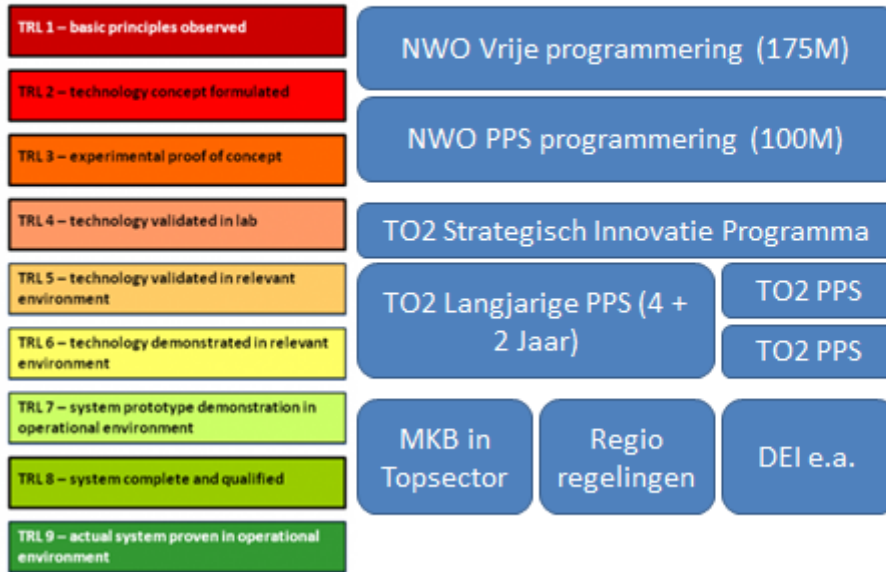 TRL 1 – basic principles observed
TRL 2 – technology concept formulated
TRL 3 – experimental proof of concept
TRL 4 – technology validated in lab
TRL 5 – technology validated in relevant
environment
TRL 6 – technology demonstrated in relevant
environment
TRL 7 – system prototype demonstration in
operational environment
TRL 8 – system complete and qualified
TRL 9 – actual system proven in operational
environment
NWO Vrije programmering (175M)
NWO PPS programmering (100M)
TO2 Strategisch Innovatie Programma
TO2 Langjarige PPS (4 +
2 Jaar)
TO2 PPS
TO2 PPS
MKB in
Topsector
Regio
regelingen
DEI e.a.